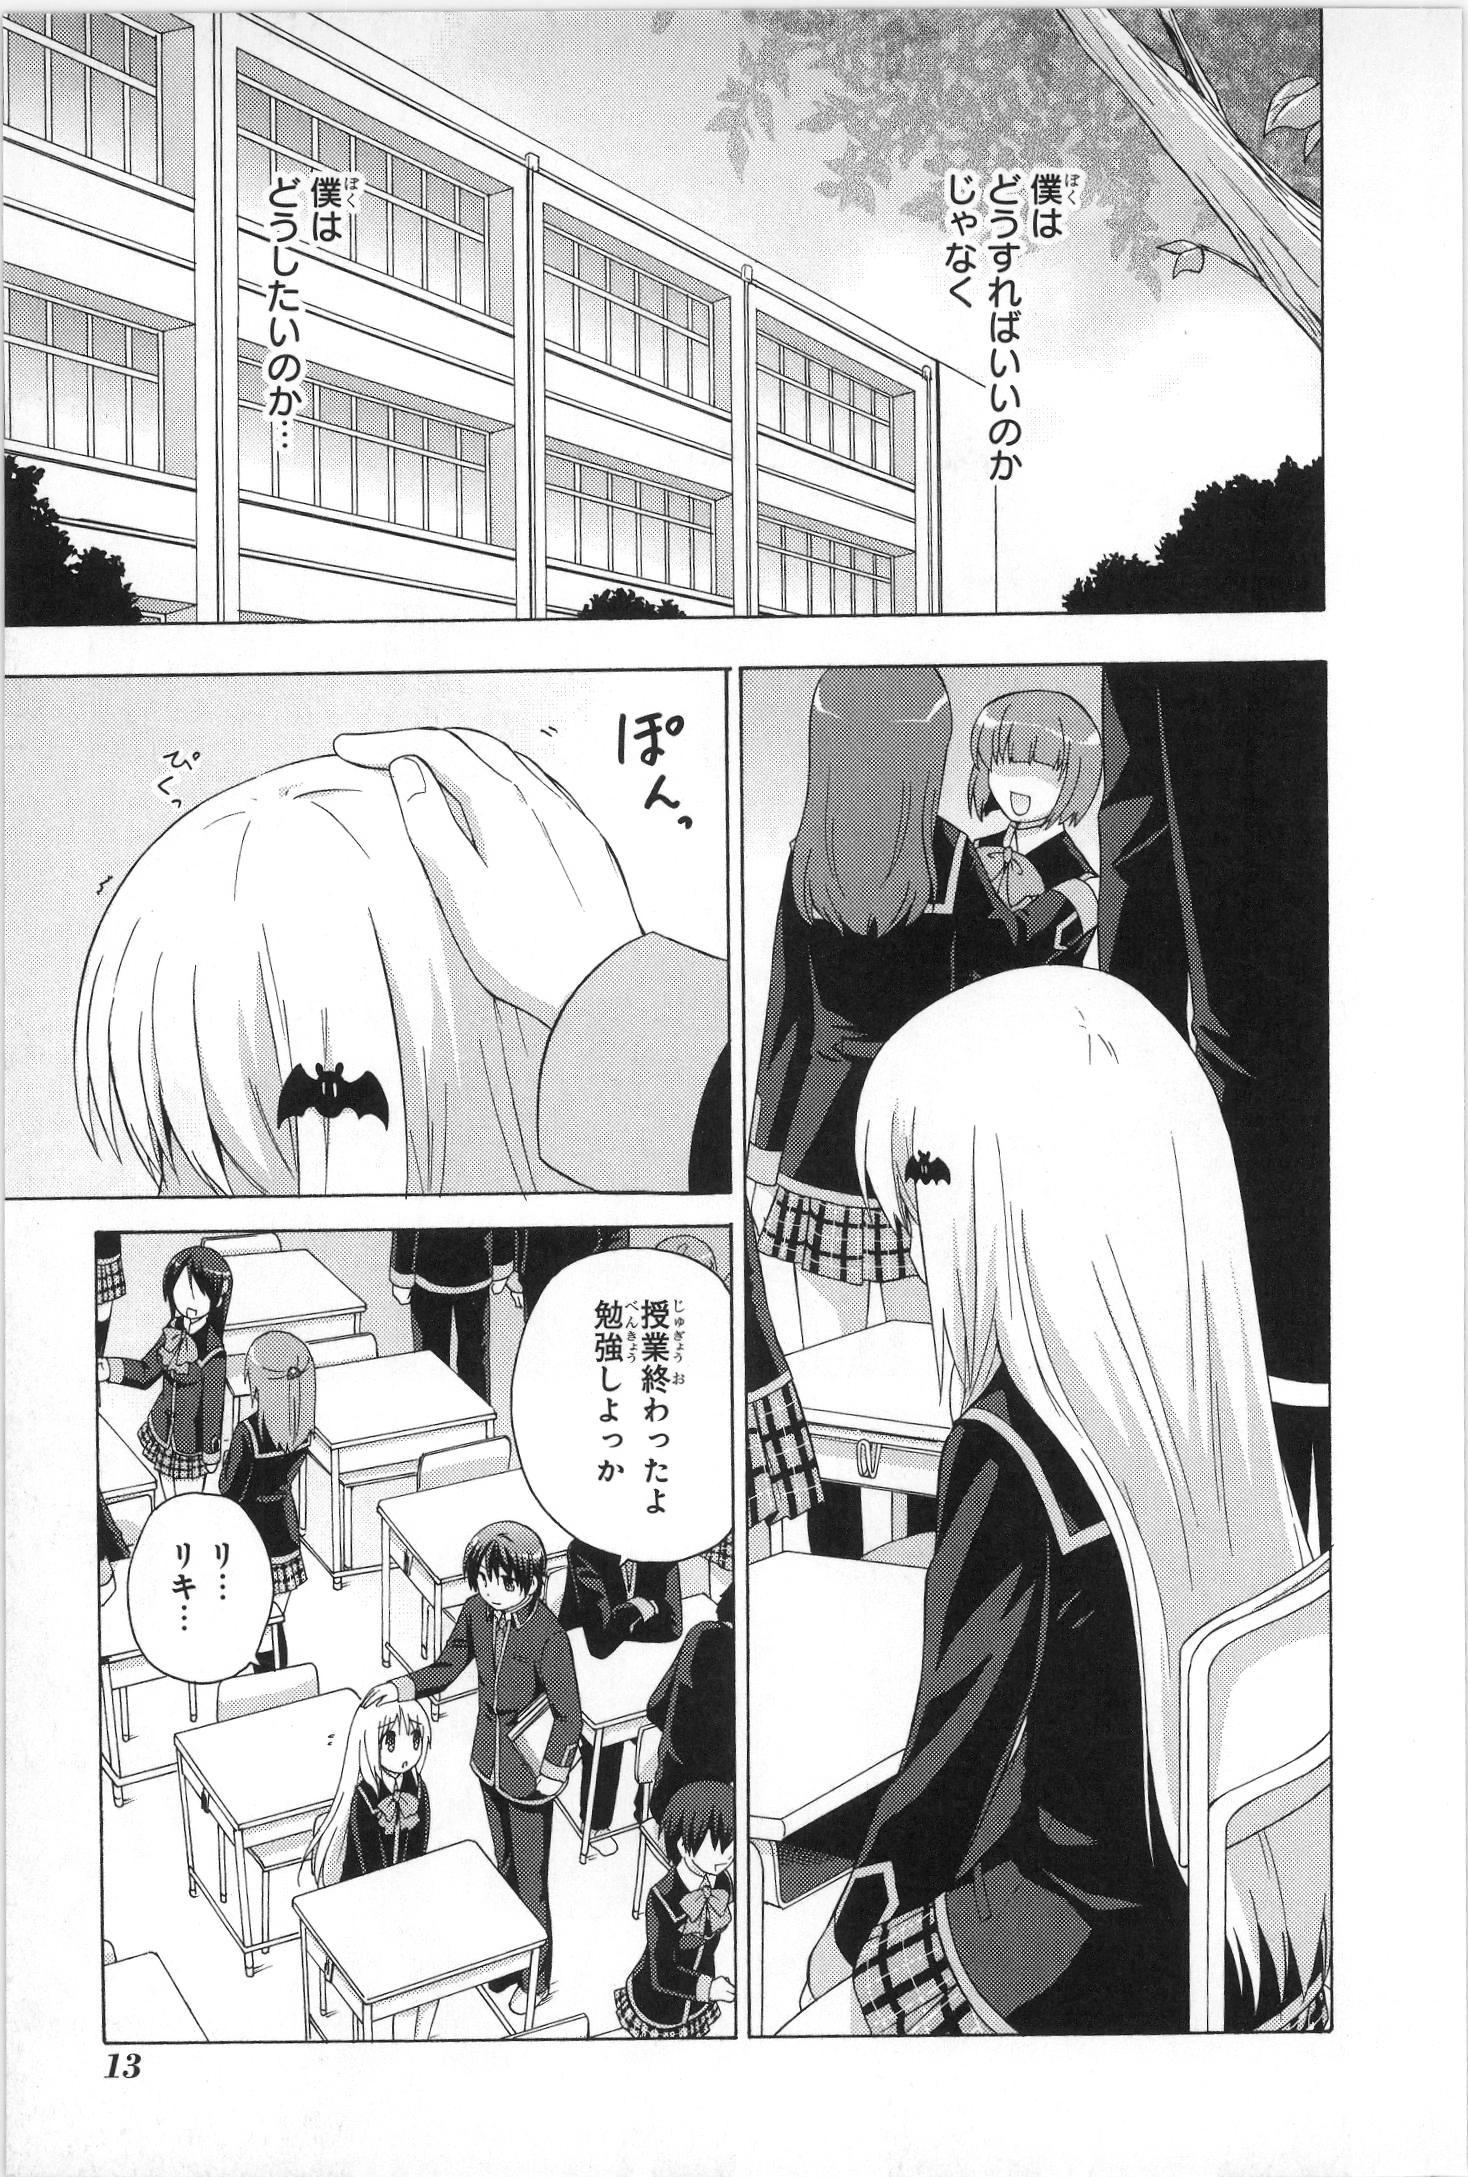 僕は
どうすればいいのか
じゃなく
僕は
どうしたいのか…
ぽんっ
ぴくっ
授業終わったよ
勉強しよっか
リ…
リキ…
13